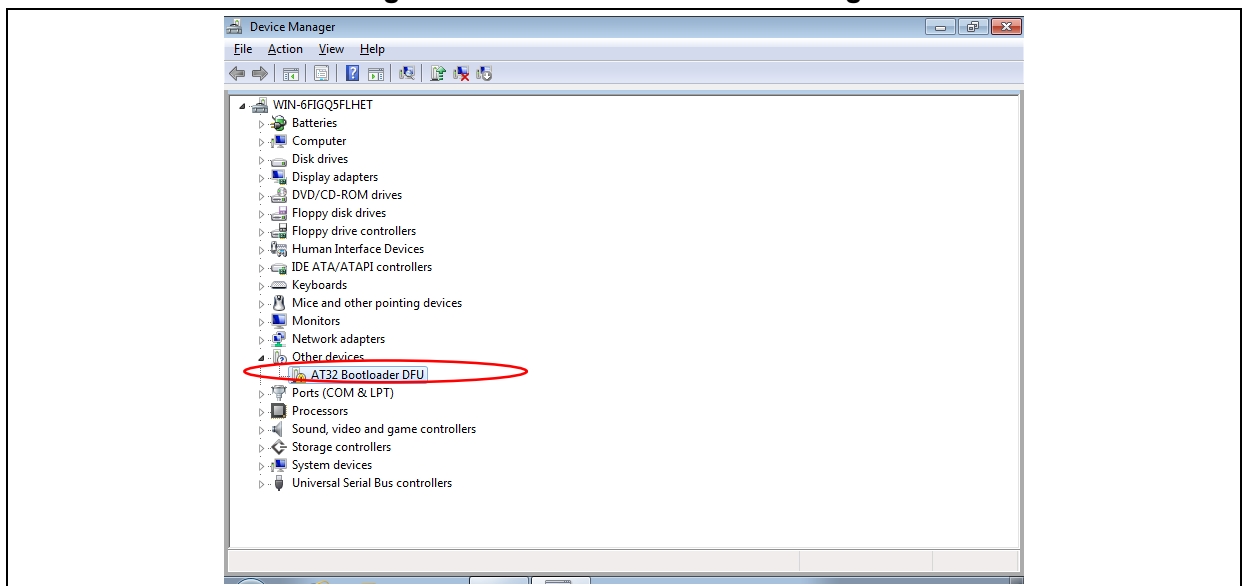 Device Manager
File Action View Help
WIN-6FIGQ5FLHET
Batteries
Computer
Disk drives
Display adapters
DVD/CD-ROM drives
Floppy disk drives
Floppy drive controllers
Human Interface Devices
IDE ATA/ATAPI controllers
Keyboards
Mice and other pointing devices
Monitors
Network adapters
Other devices
AT32 Bootloader DFU
Ports (COM & LPT)
Processors
Sound, video and game controllers
Storage controllers
System devices
Universal Serial Bus controllers